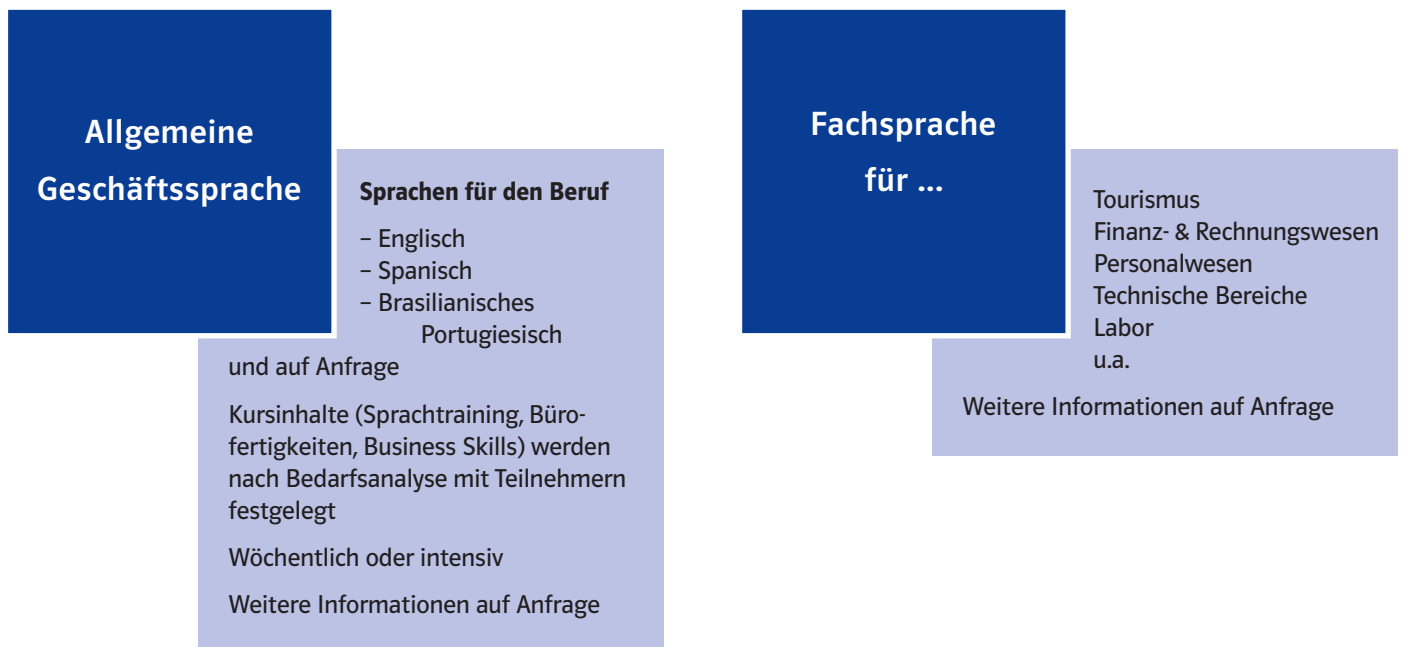 Allgemeine
Geschäftssprache
Sprachen für den Beruf
– Englisch
– Spanisch
– Brasilianisches
Portugiesisch
und auf Anfrage
Kursinhalte (Sprachtraining, Büro-
fertigkeiten, Business Skills) werden
nach Bedarfsanalyse mit Teilnehmern
festgelegt
Wöchentlich oder intensiv
Weitere Informationen auf Anfrage
Fachsprache
für ...
Tourismus
Finanz- & Rechnungswesen
Personalwesen
Technische Bereiche
Labor
u.a.
Weitere Informationen auf Anfrage